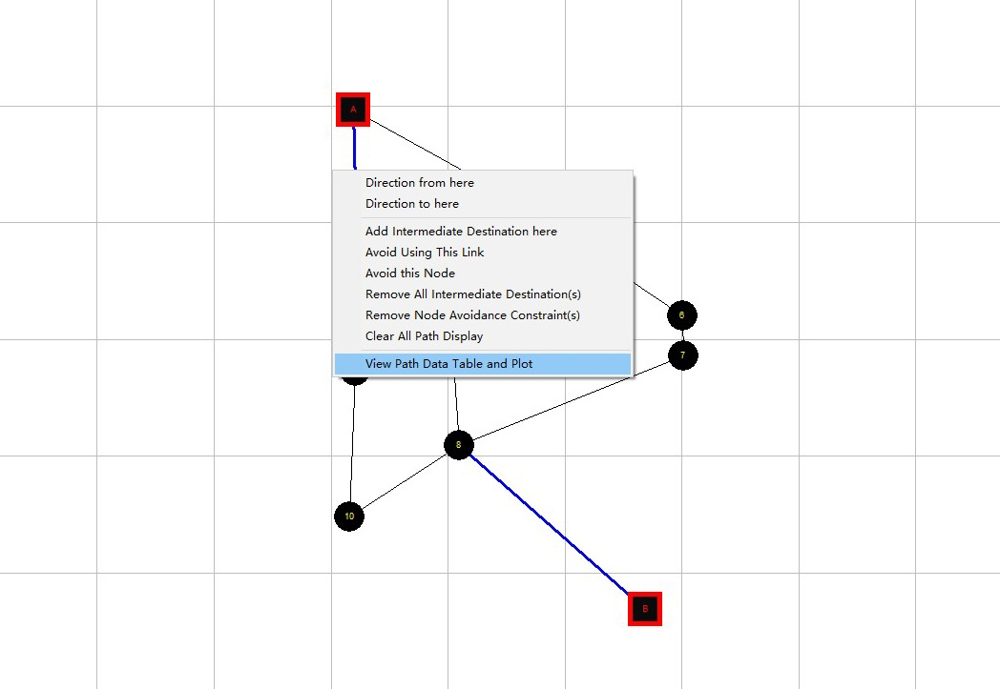 A
Direction from here
Direction to here
Add Intermediate Destination here
Avoid Using This Link
Avoid this Node
Remove All Intermediate Destination(s)
Remove Node Avoidance Constraint(s)
Clear All Path Display
View Path Data Table and Plot
6
7
8
10
B